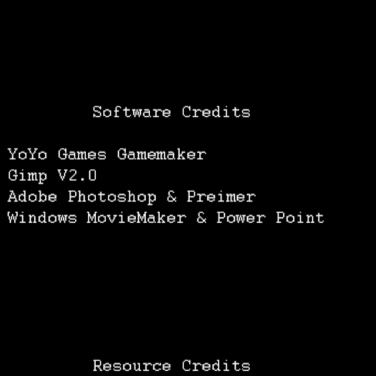 Software Credits
YoYo Games Gamemaker
Gimp V2.0
Adobe Photoshop & Preimer
Windows MovieMaker & Power Point
Resource Credits